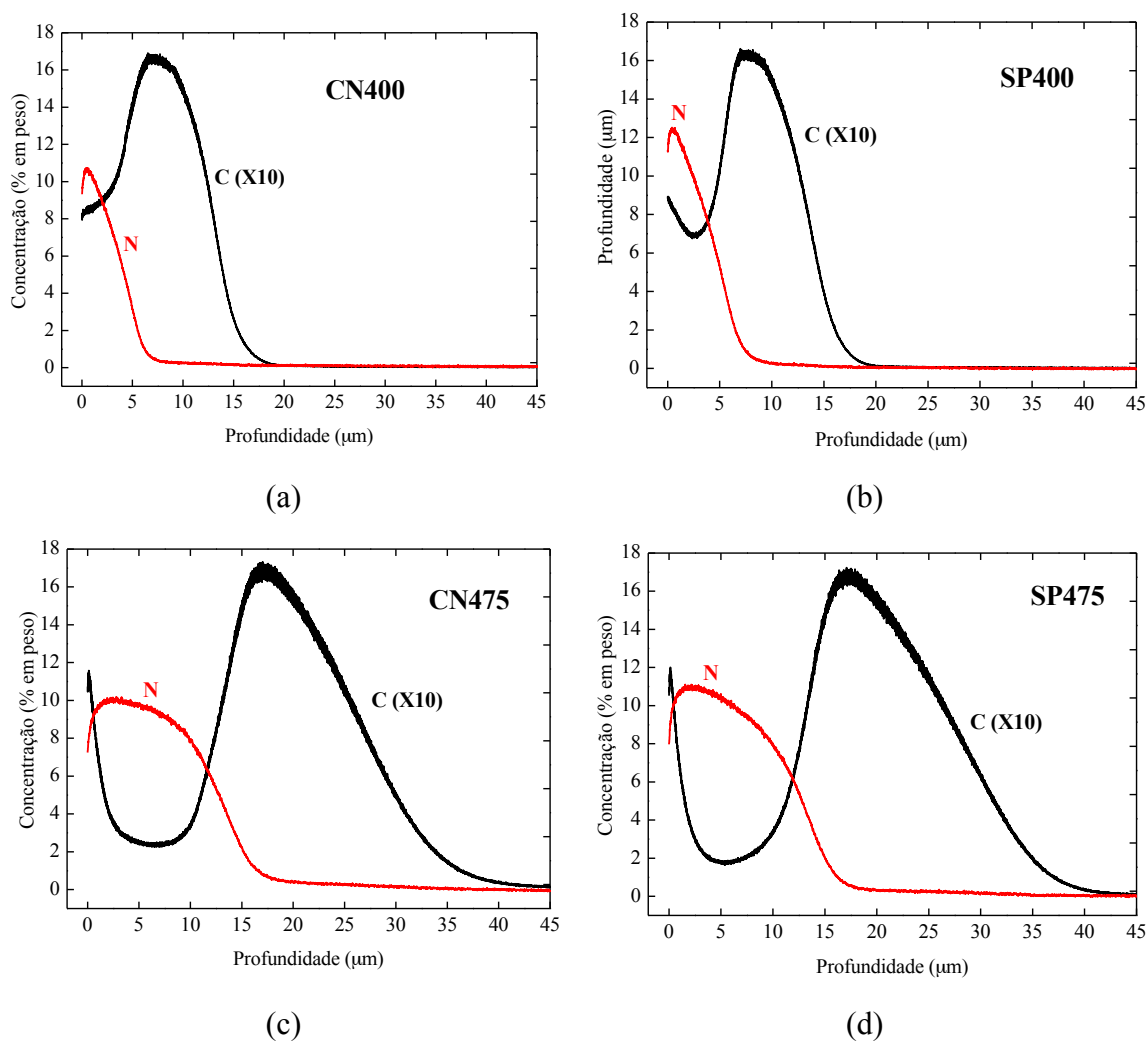 CN400
N
C (X10)
Concentração (% em peso)
18
16
14
12
10
8
6
4
2
0
0 5 10 15 20 25 30 35 40 45
Profundidade (μm)
(a)
SP400
N
C (X10)
Profundidade (μm)
18
16
14
12
10
8
6
4
2
0
0 5 10 15 20 25 30 35 40 45
Profundidade (μm)
(b)
CN475
N
C (X10)
Concentração (% em peso)
18
16
14
12
10
8
6
4
2
0
0 5 10 15 20 25 30 35 40 45
Profundidade (μm)
(c)
SP475
N
C (X10)
Concentração (% em peso)
18
16
14
12
10
8
6
4
2
0
0 5 10 15 20 25 30 35 40 45
Profundidade (μm)
(d)